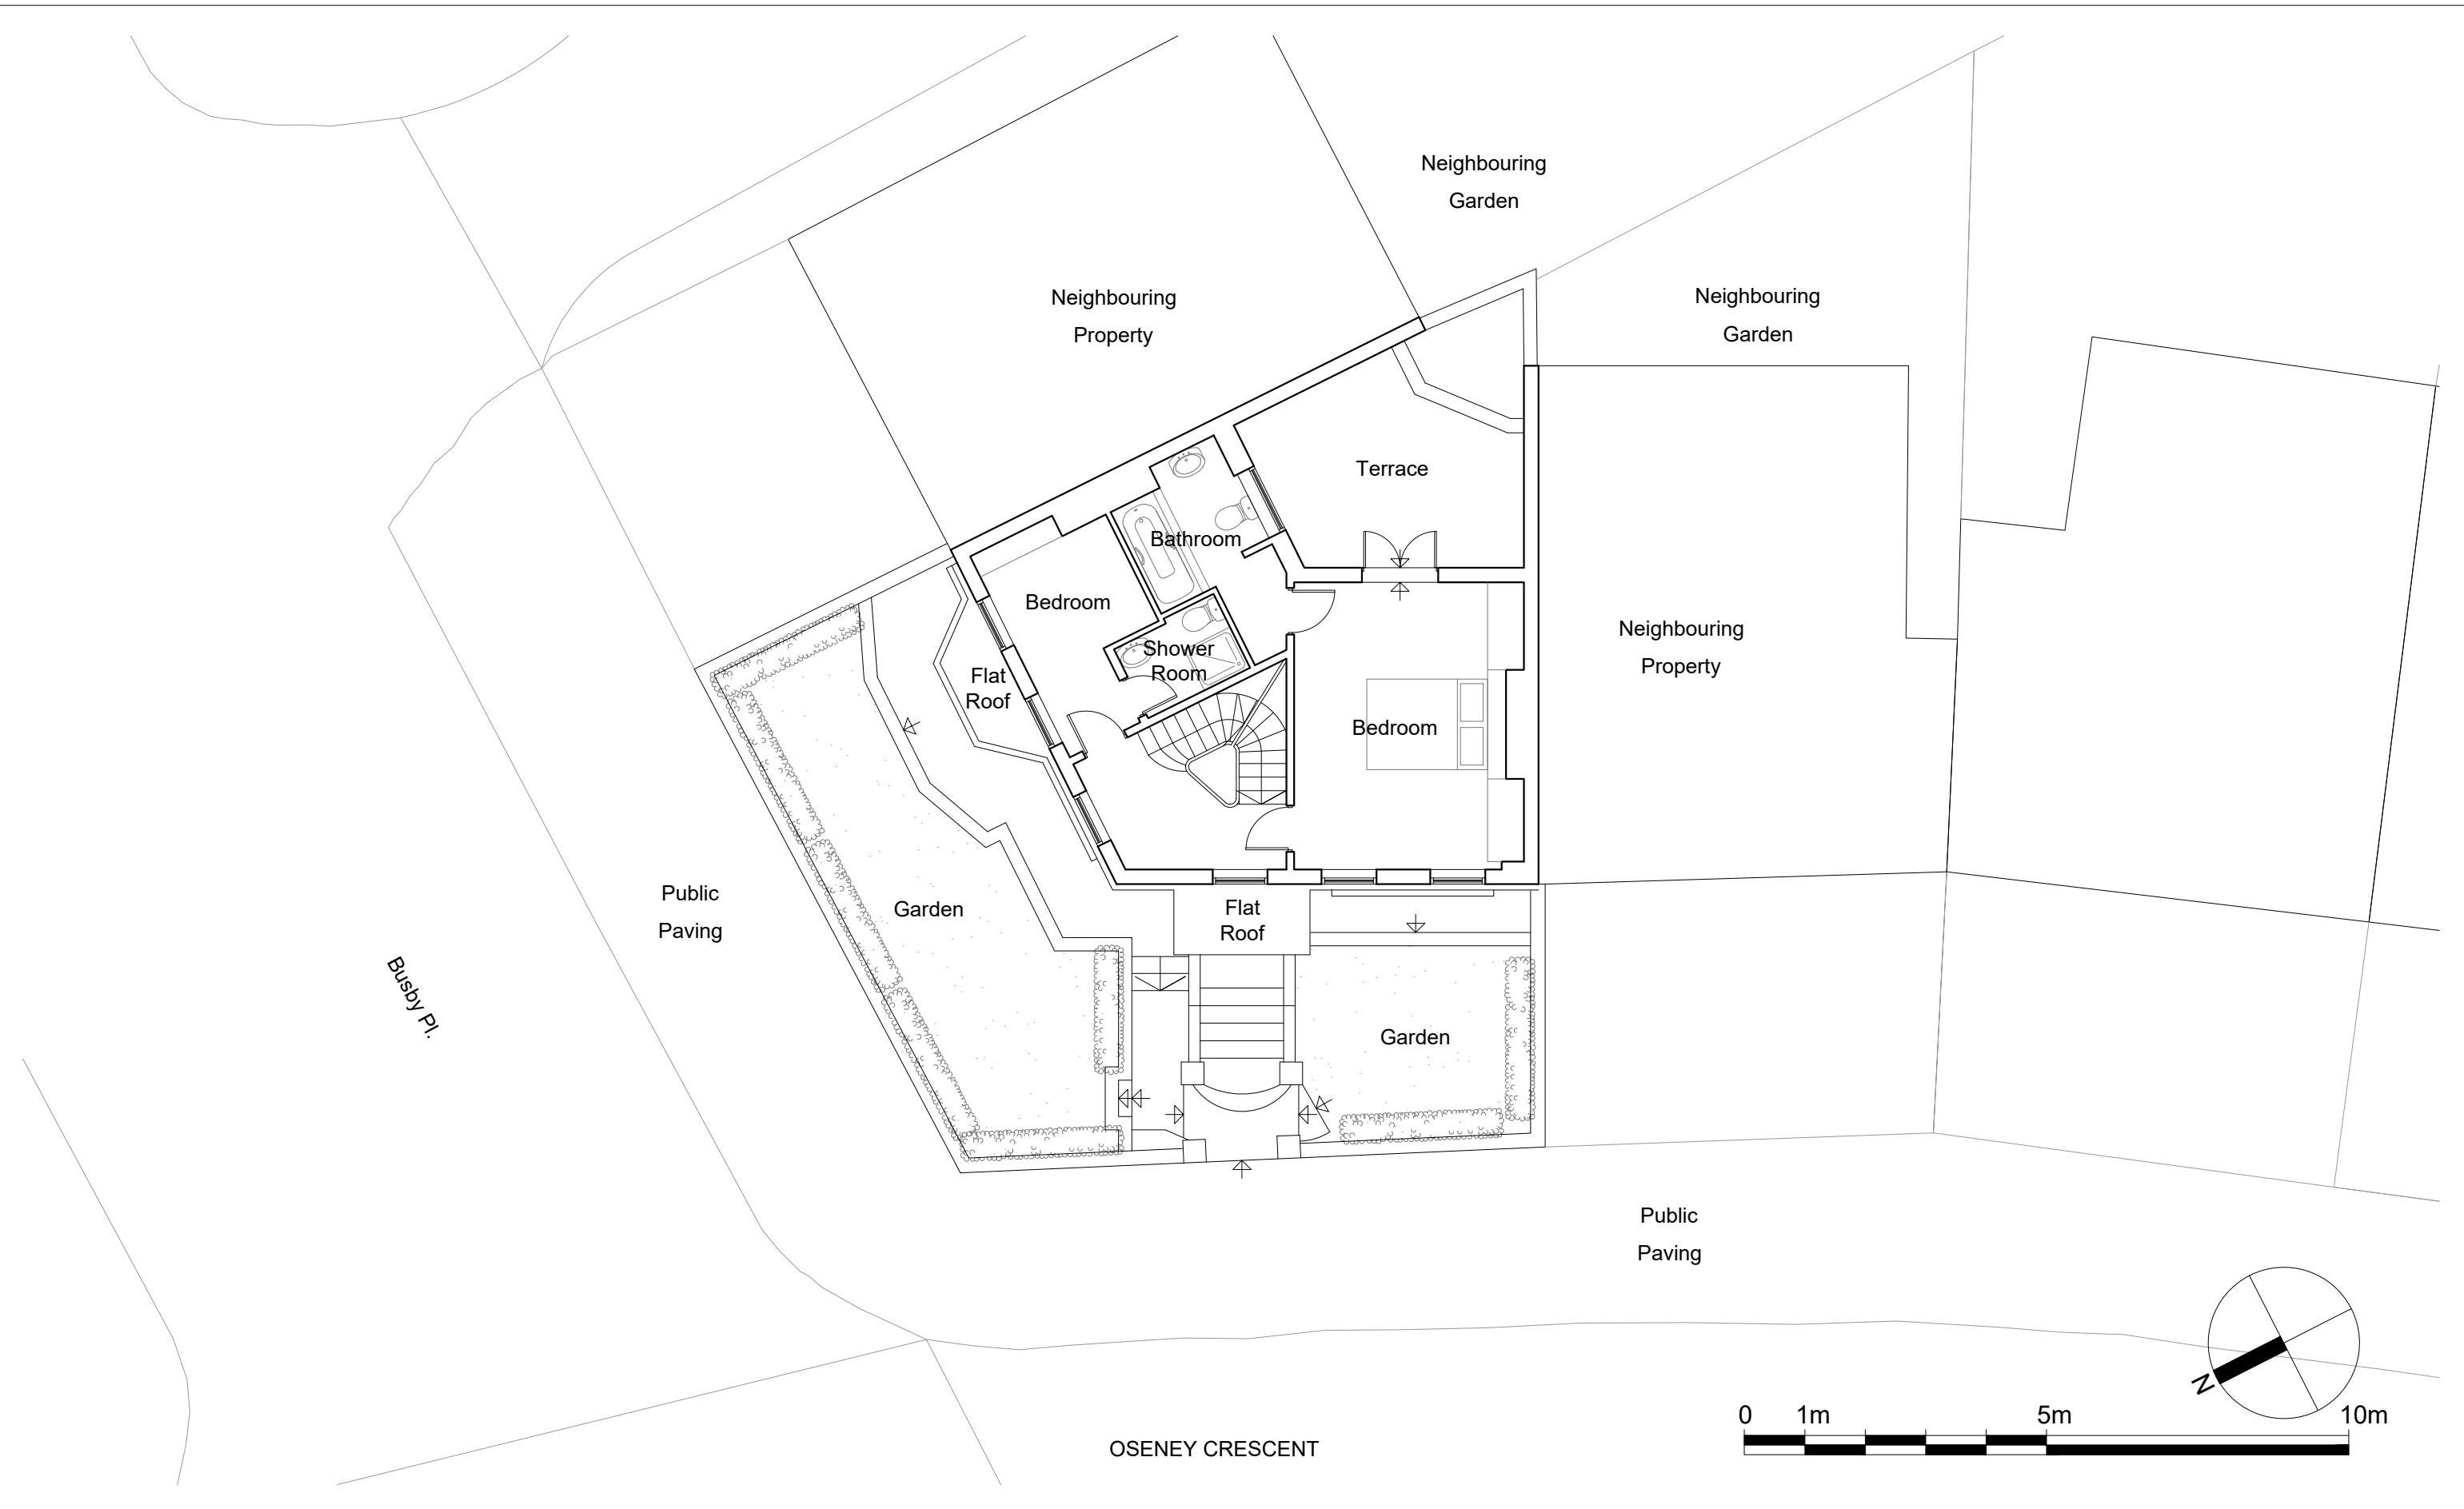 Neighbouring
Garden
Neighbouring
Property
Neighbouring
Garden
Terrace
Bathroom
Bedroom
Shower
Room
Flat
Roof
Bedroom
Neighbouring
Property
Public
Paving
Garden
Flat
Roof
Busby Pl.
Garden
Public
Paving
N
0 1m 5m 10m
OSENEY CRESCENT